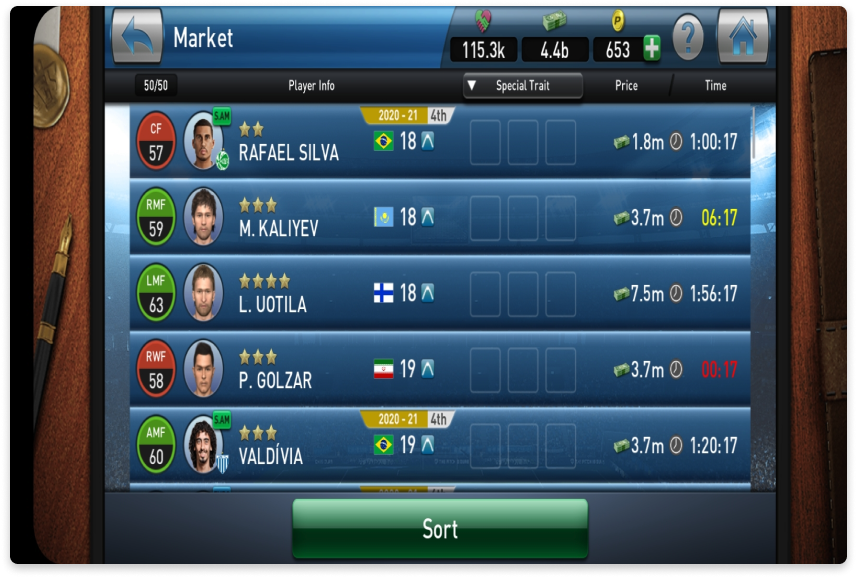 Market
115.3k
4.4b
P
653
?
50/50
Player Info
Special Trait
Price
Time
2020 - 21 4th
CF
57
S.AM
RAFAEL SILVA
18
1.8m
1:00:17
RMF
59
M. KALIYEV
18
3.7m
06:17
LMF
63
L. UOTILA
18
7.5m
1:56:17
RWF
58
P. GOLZAR
19
3.7m
00:17
2020 - 21 4th
AMF
60
S.AM
VALDÍVIA
19
3.7m
1:20:17
Sort